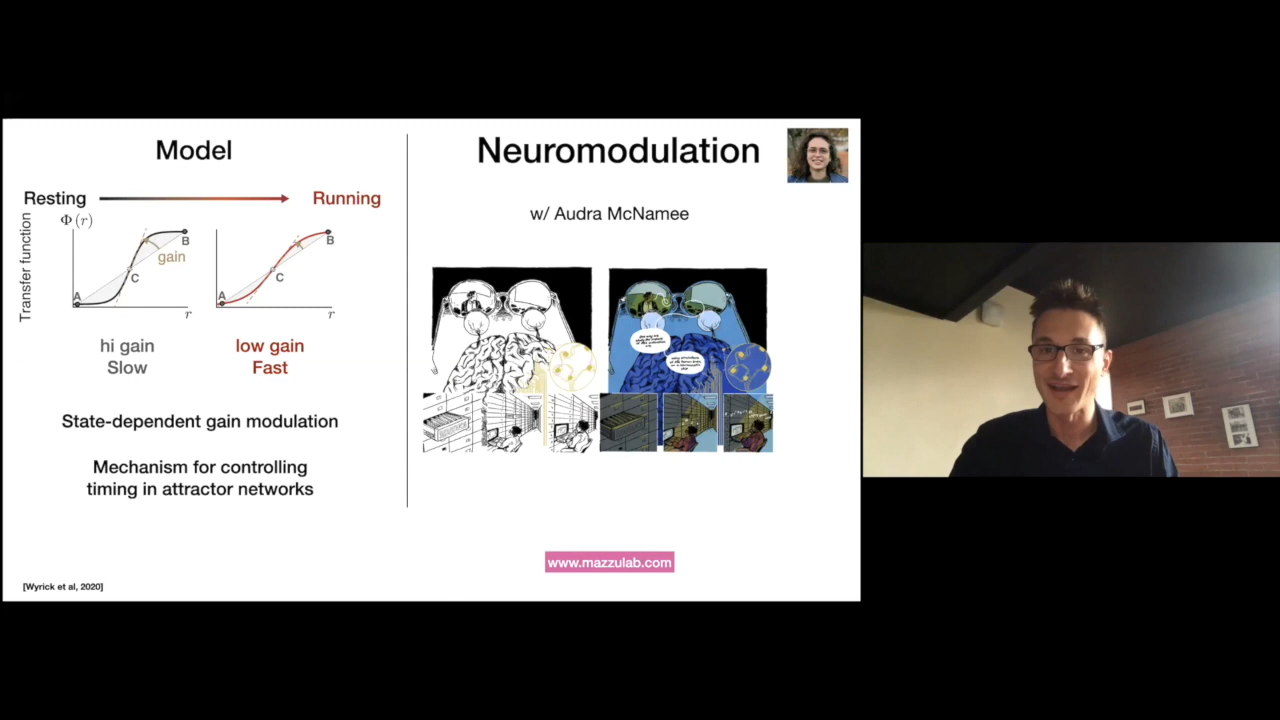 Model
Resting
Running
Transfer function
Φ(r)
A
B
C
gain
r
A
B
C
r
hi gain
Slow
low gain
Fast
State-dependent gain modulation
Mechanism for controlling
timing in attractor networks
[Wyrick et al, 2020]
Neuromodulation
w/ Audra McNamee
www.mazzulab.com